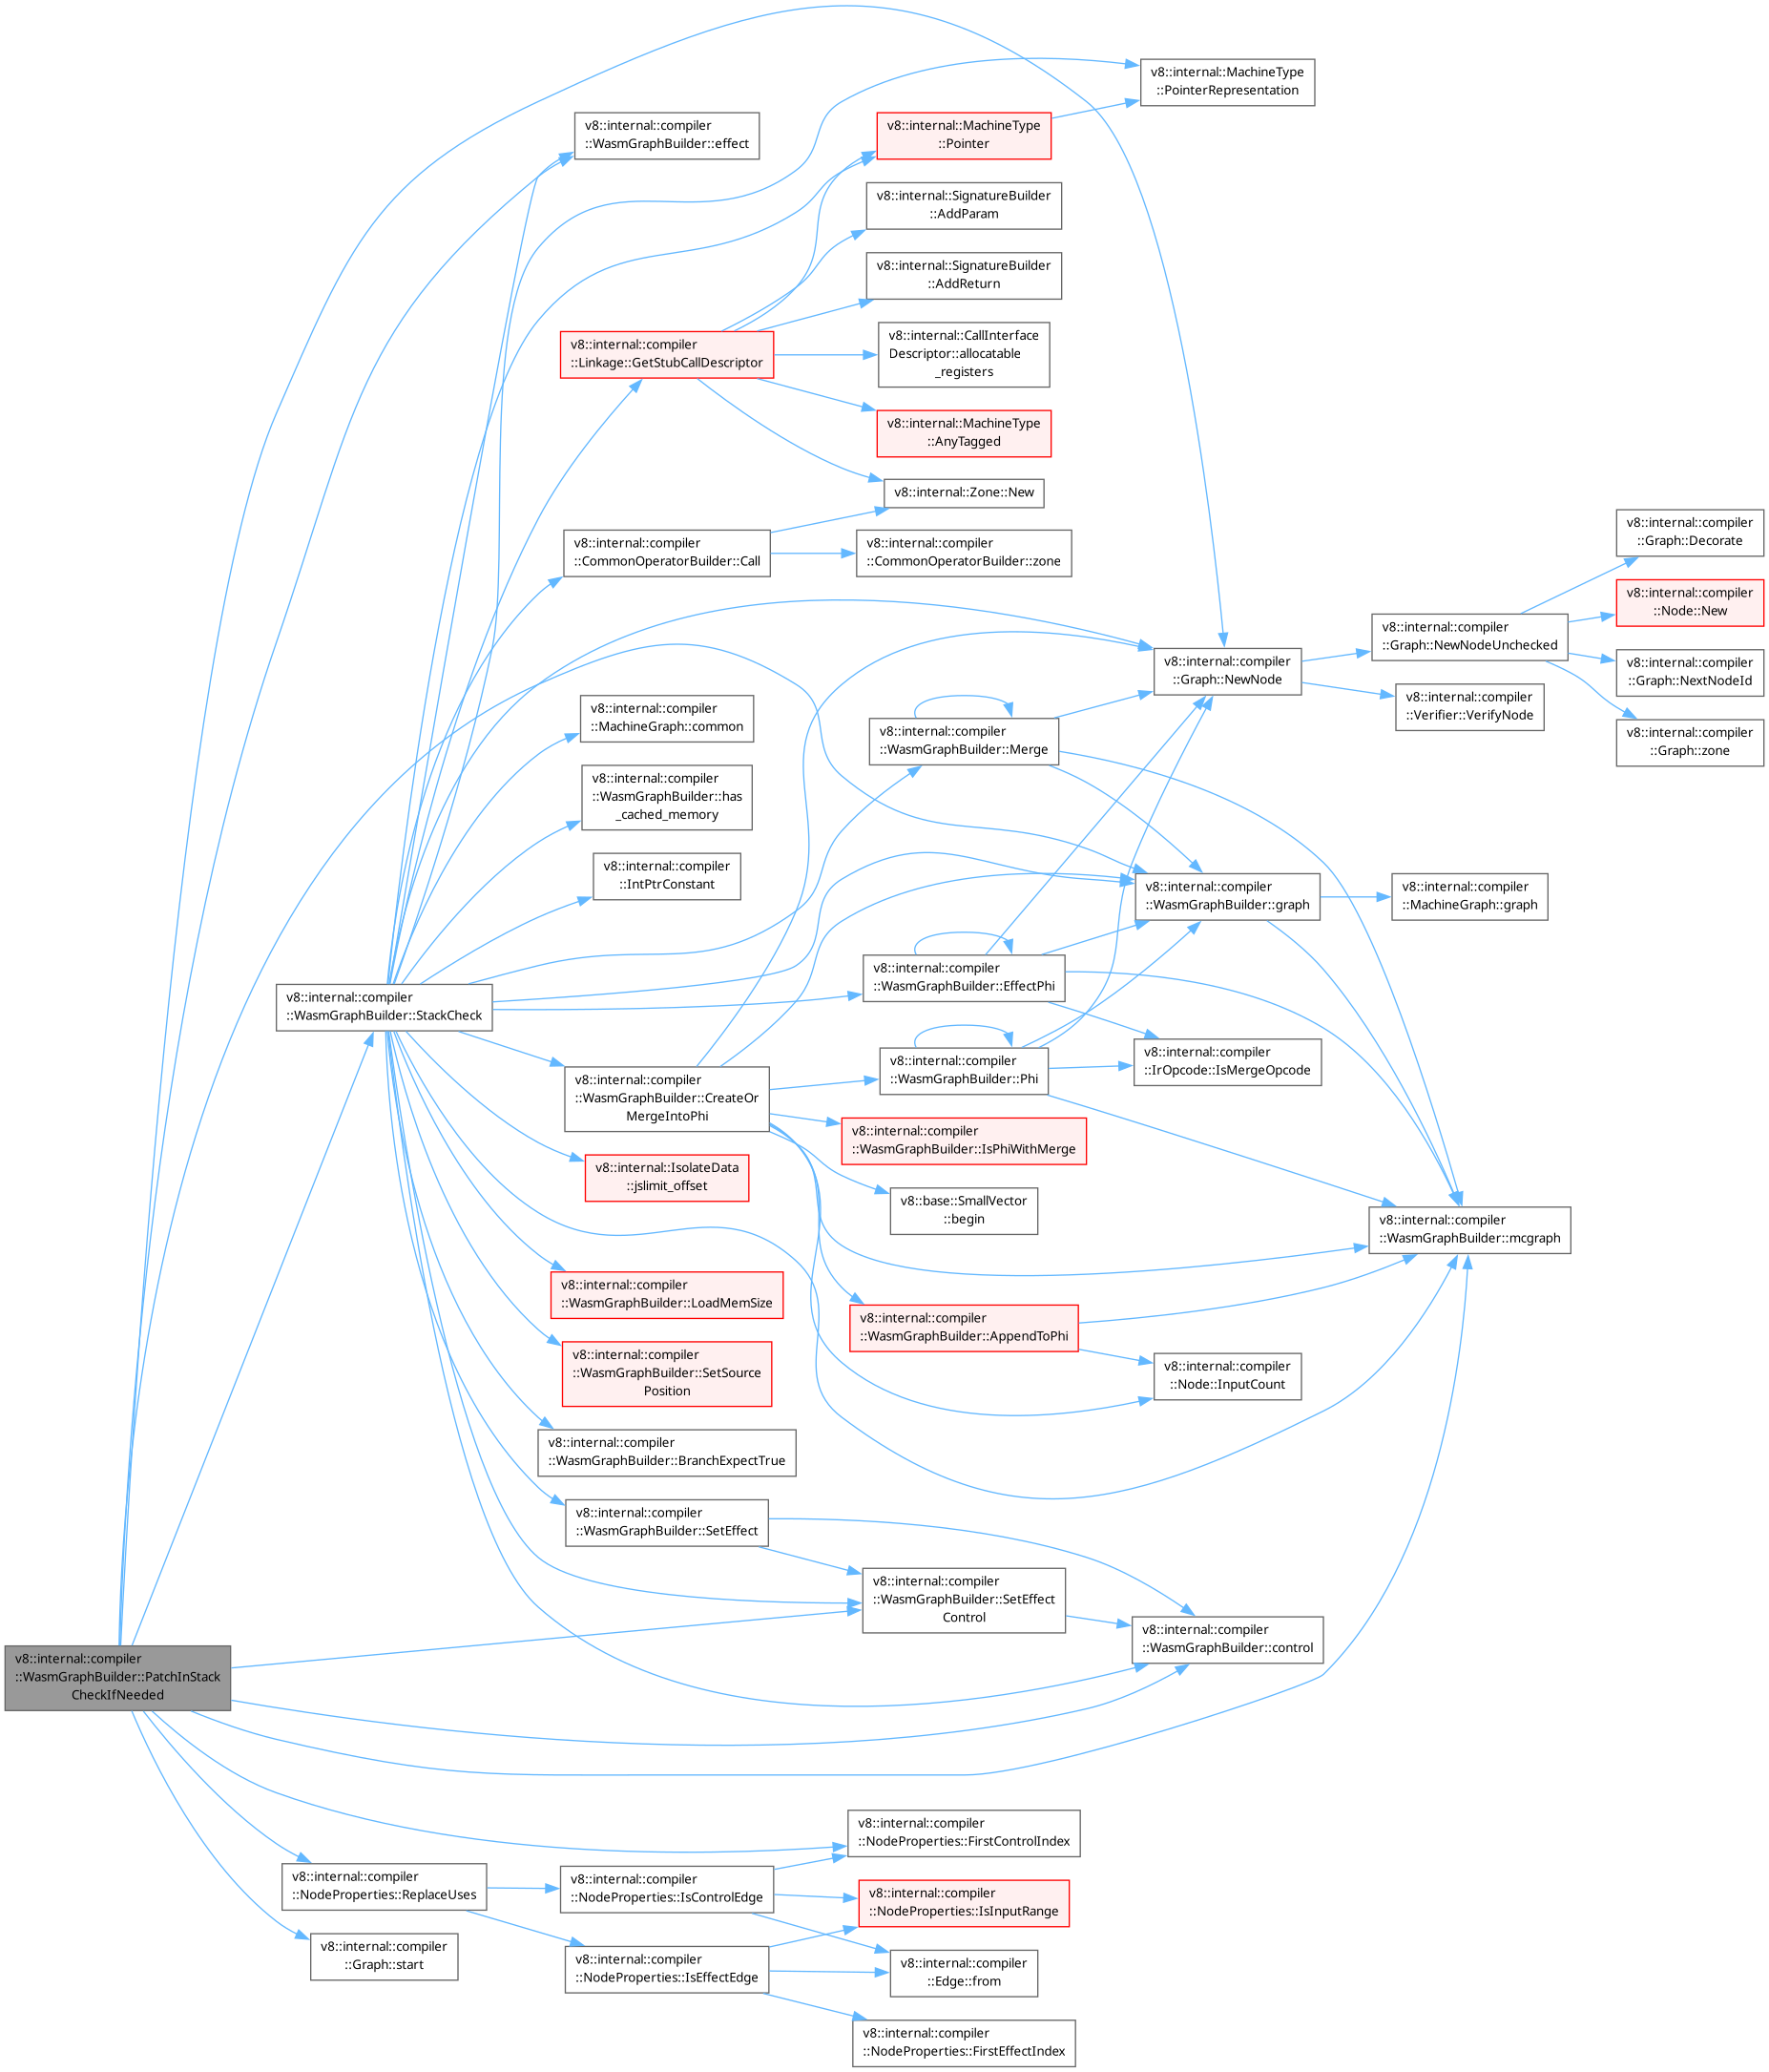 v8::internal::MachineType
::PointerRepresentation
v8::internal::compiler
::WasmGraphBuilder::effect
v8::internal::MachineType
::Pointer
v8::internal::SignatureBuilder
::AddParam
v8::internal::SignatureBuilder
::AddReturn
v8::internal::compiler
::Linkage::GetStubCallDescriptor
v8::internal::CallInterface
Descriptor::allocatable
_registers
v8::internal::MachineType
::AnyTagged
v8::internal::Zone::New
v8::internal::compiler
::CommonOperatorBuilder::Call
v8::internal::compiler
::CommonOperatorBuilder::zone
v8::internal::compiler
::Graph::Decorate
v8::internal::compiler
::Node::New
v8::internal::compiler
::Graph::NewNodeUnchecked
v8::internal::compiler
::Graph::NextNodeId
v8::internal::compiler
::Graph::NewNode
v8::internal::compiler
::Verifier::VerifyNode
v8::internal::compiler
::Graph::zone
v8::internal::compiler
::MachineGraph::common
v8::internal::compiler
::WasmGraphBuilder::Merge
v8::internal::compiler
::WasmGraphBuilder::has
_cached_memory
v8::internal::compiler
::IntPtrConstant
v8::internal::compiler
::WasmGraphBuilder::graph
v8::internal::compiler
::MachineGraph::graph
v8::internal::compiler
::WasmGraphBuilder::EffectPhi
v8::internal::compiler
::WasmGraphBuilder::StackCheck
v8::internal::compiler
::WasmGraphBuilder::Phi
v8::internal::compiler
::IrOpcode::IsMergeOpcode
v8::internal::compiler
::WasmGraphBuilder::CreateOr
MergeIntoPhi
v8::internal::compiler
::WasmGraphBuilder::IsPhiWithMerge
v8::internal::IsolateData
::jslimit_offset
v8::base::SmallVector
::begin
v8::internal::compiler
::WasmGraphBuilder::mcgraph
v8::internal::compiler
::WasmGraphBuilder::LoadMemSize
v8::internal::compiler
::WasmGraphBuilder::AppendToPhi
v8::internal::compiler
::WasmGraphBuilder::SetSource
Position
v8::internal::compiler
::Node::InputCount
v8::internal::compiler
::WasmGraphBuilder::BranchExpectTrue
v8::internal::compiler
::WasmGraphBuilder::SetEffect
v8::internal::compiler
::WasmGraphBuilder::SetEffect
Control
v8::internal::compiler
::WasmGraphBuilder::control
v8::internal::compiler
::WasmGraphBuilder::PatchInStack
CheckIfNeeded
v8::internal::compiler
::NodeProperties::FirstControlIndex
v8::internal::compiler
::NodeProperties::ReplaceUses
v8::internal::compiler
::NodeProperties::IsControlEdge
v8::internal::compiler
::NodeProperties::IsInputRange
v8::internal::compiler
::Graph::start
v8::internal::compiler
::NodeProperties::IsEffectEdge
v8::internal::compiler
::Edge::from
v8::internal::compiler
::NodeProperties::FirstEffectIndex